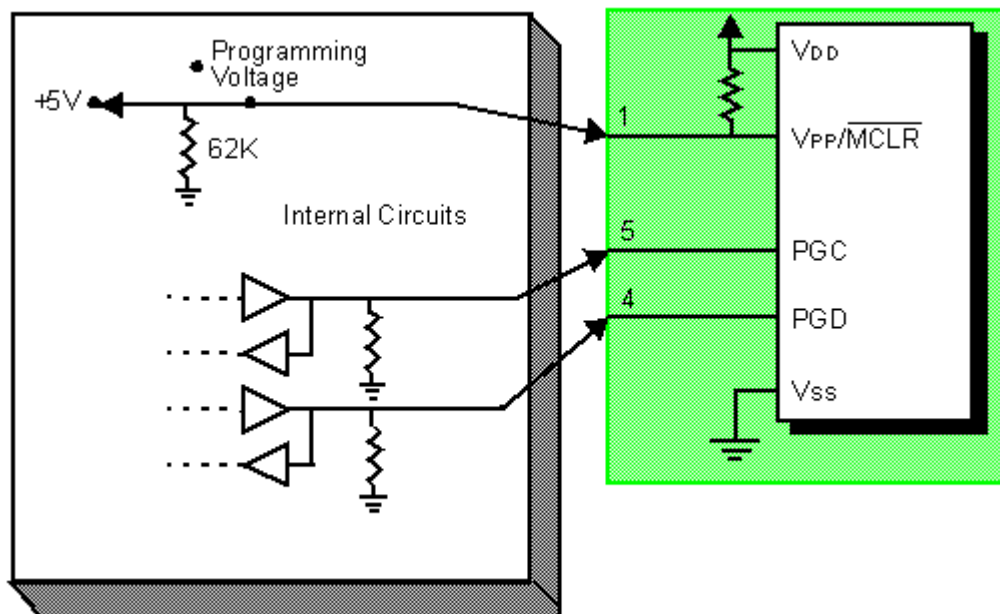 Programming
Voltage
+5V
62K
Internal Circuits
1
5
4
VDD
VPP/MCLR
PGC
PGD
VSS